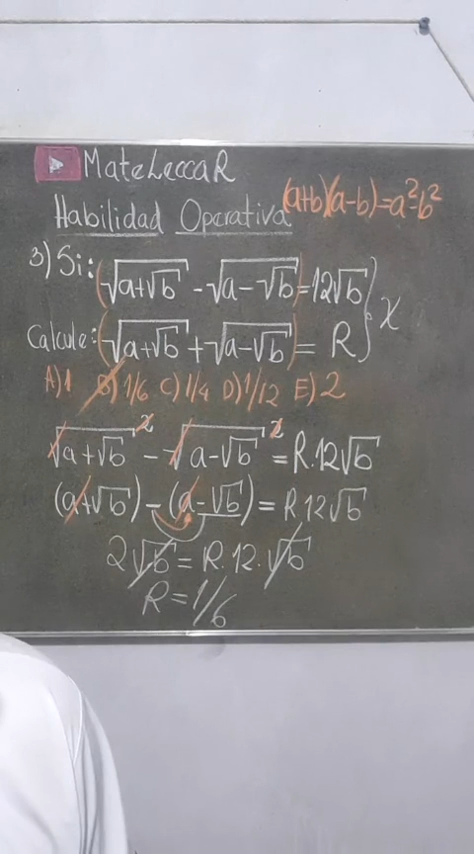 MateLeccaR
Habilidad Operativa (a+b)(a-b)=a²-b²
3) Si: (√(a+√b) - √(a-√b)) = 12√b
Calcule: (√(a+√b) + √(a-√b)) = R } X
A) 1 B) 1/6 C) 1/4 D) 1/12 E) 2
√(a+√b)² - √(a-√b)² = R.12√b
(a+√b) - (a-√b) = R12√b
2√b = R.12.√b
R = 1/6